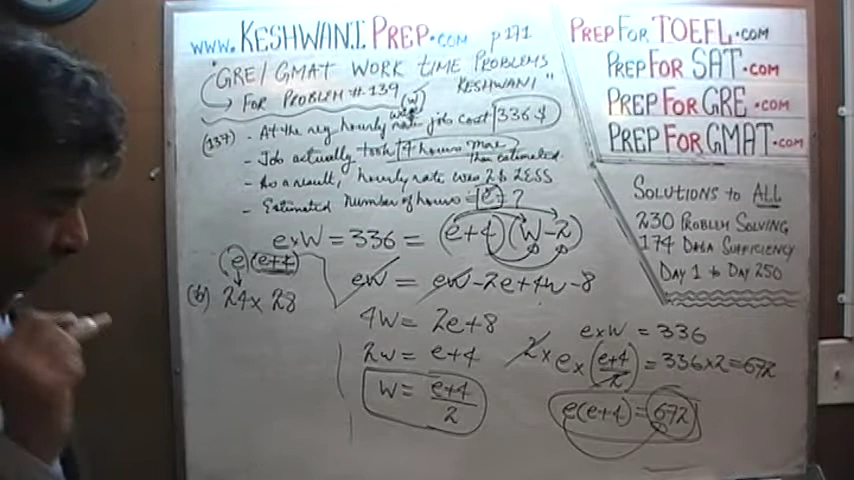 www.KESHWANI PREP.com p171
"GRE/GMAT WORK TIME PROBLEMS
FOR PROBLEM # 139 KESHWANI"
(W)
(137) - At the reg hourly rate job cost 336 $
- Job actually took 4 hours more than estimated.
- As a result, hourly rate was 2 $ LESS
- Estimated number of hours = e = ?
e×W = 336 = (e+4)(W-2)
e(e+4)
eW = eW - 2e + 4W - 8
(b) 24 × 28
4W = 2e+8
2W = e+4
W = e+4/2
e×W = 336
2× e× (e+4/2) = 336×2 = 672
e(e+4) = 672
PREP FOR TOEFL.com
PREP FOR SAT.com
PREP FOR GRE.com
PREP FOR GMAT.com
SOLUTIONS to ALL
230 PROBLEM SOLVING
174 DATA SUFFICIENCY
DAY 1 to DAY 250